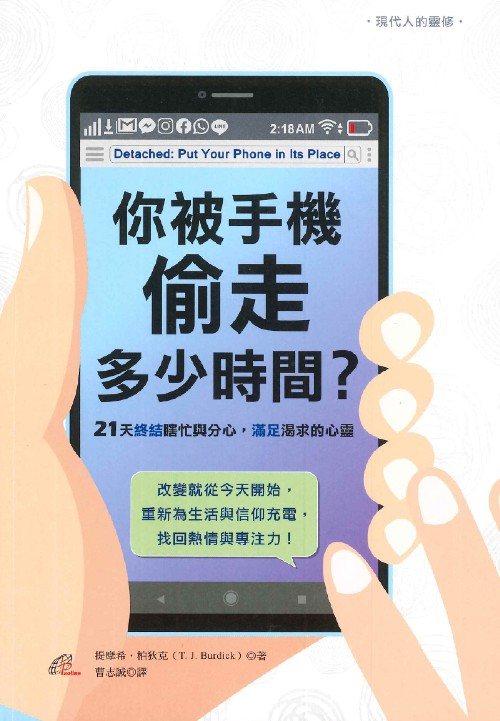 •現代人的靈修•
LINE
2:18AM
Detached: Put Your Phone in Its Place
你被手機
偷走
多少時間?
21天終結瞎忙與分心，滿足渴求的心靈
改變就從今天開始，
重新為生活與信仰充電，
找回熱情與專注力！
提摩希•柏狄克（T. J. Burdick）◎著
曹志誠◎譯
Pauline